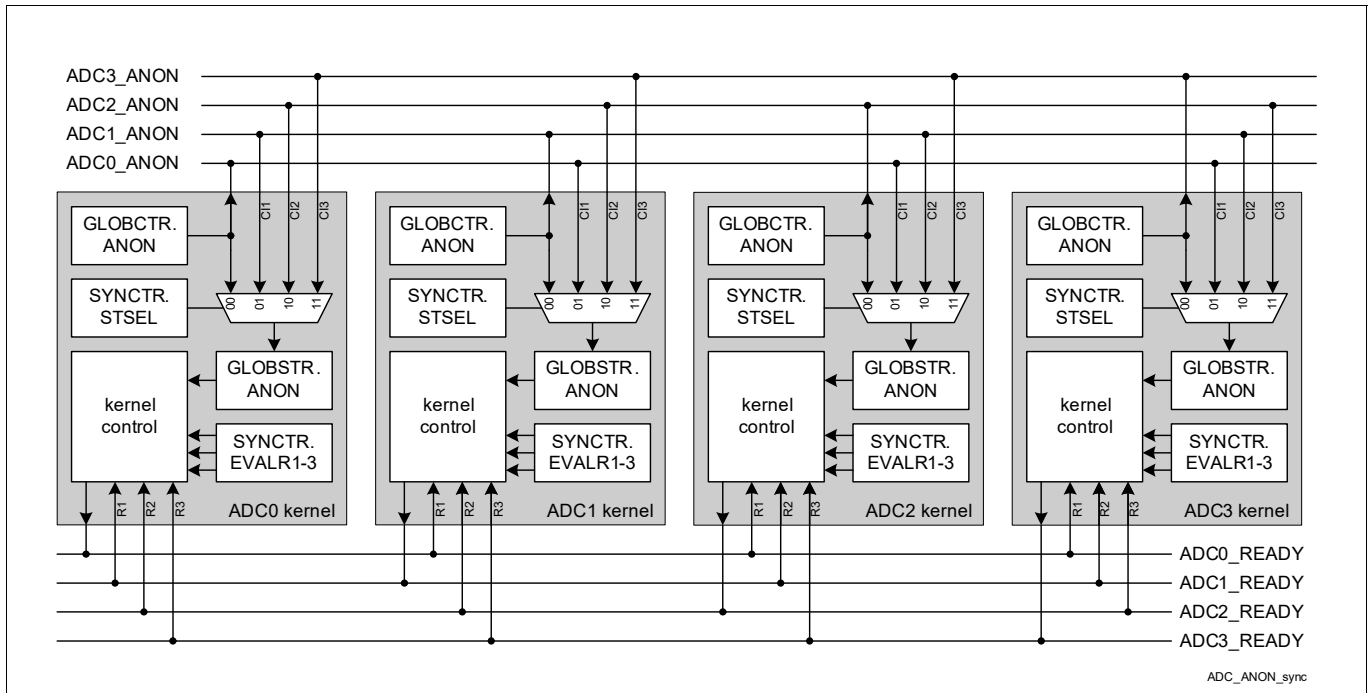 ADC3_ANON
ADC2_ANON
ADC1_ANON
ADC0_ANON
GLOBCTR.
ANON
CI1
CI2
CI3
SYNCTR.
STSEL
00
01
10
11
GLOBSTR.
ANON
kernel
control
SYNCTR.
EVALR1-3
R1
R2
R3
ADC0 kernel
GLOBCTR.
ANON
CI1
CI2
CI3
SYNCTR.
STSEL
00
01
10
11
GLOBSTR.
ANON
kernel
control
SYNCTR.
EVALR1-3
R1
R2
R3
ADC1 kernel
GLOBCTR.
ANON
CI1
CI2
CI3
SYNCTR.
STSEL
00
01
10
11
GLOBSTR.
ANON
kernel
control
SYNCTR.
EVALR1-3
R1
R2
R3
ADC2 kernel
GLOBCTR.
ANON
CI1
CI2
CI3
SYNCTR.
STSEL
00
01
10
11
GLOBSTR.
ANON
kernel
control
SYNCTR.
EVALR1-3
R1
R2
R3
ADC3 kernel
ADC0_READY
ADC1_READY
ADC2_READY
ADC3_READY
ADC_ANON_sync